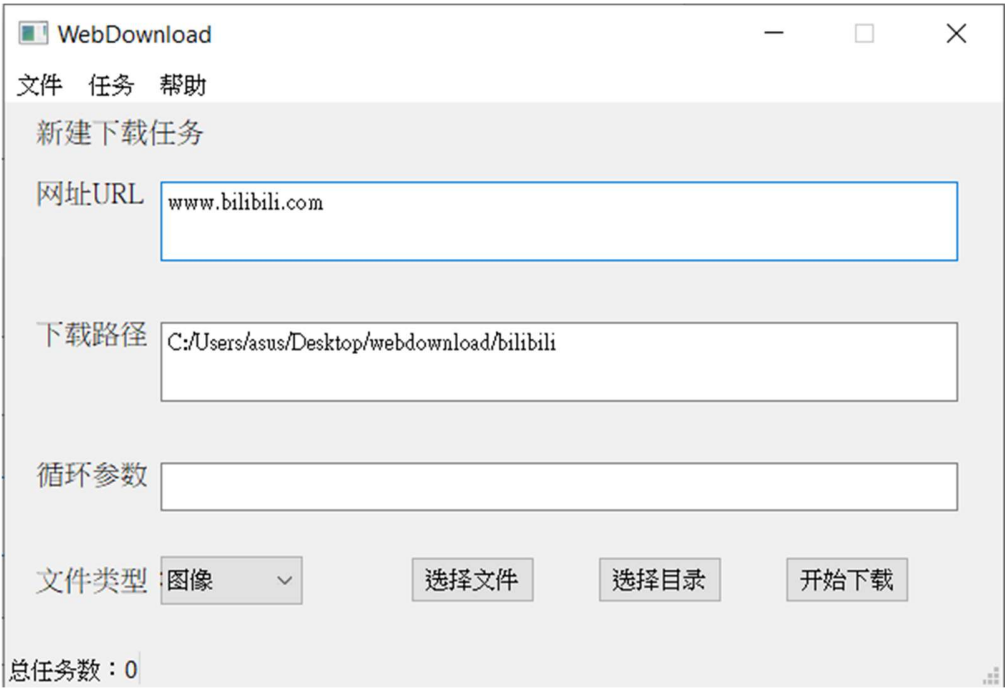 WebDownload
文件 任务 帮助
新建下载任务
网址URL www.bilibili.com
下载路径 C:/Users/asus/Desktop/webdownload/bilibili
循环参数
文件类型：图像 选择文件 选择目录 开始下载
总任务数：0